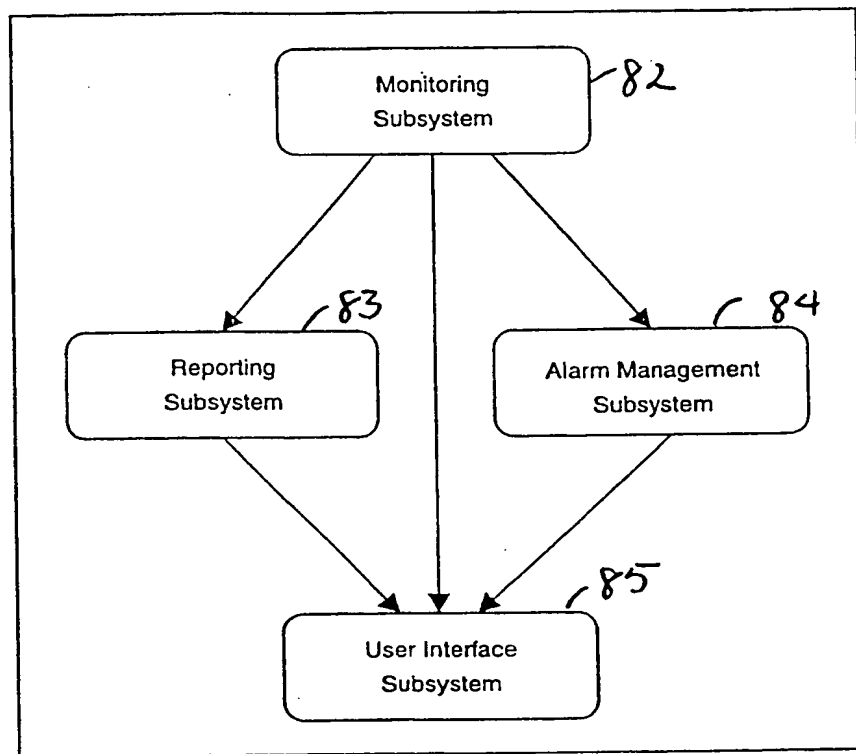 Monitoring
Subsystem
82
83
84
Reporting
Subsystem
Alarm Management
Subsystem
85
User Interface
Subsystem